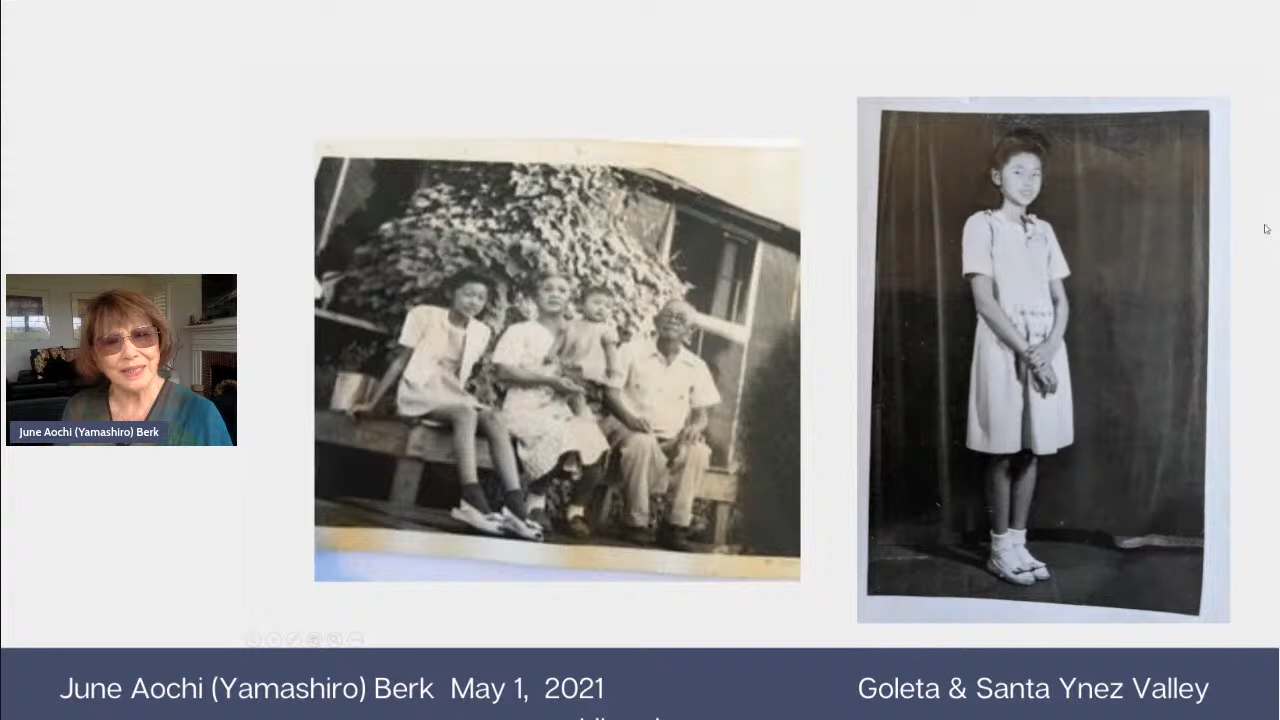 June Aochi (Yamashiro) Berk
June Aochi (Yamashiro) Berk May 1, 2021
Goleta & Santa Ynez Valley